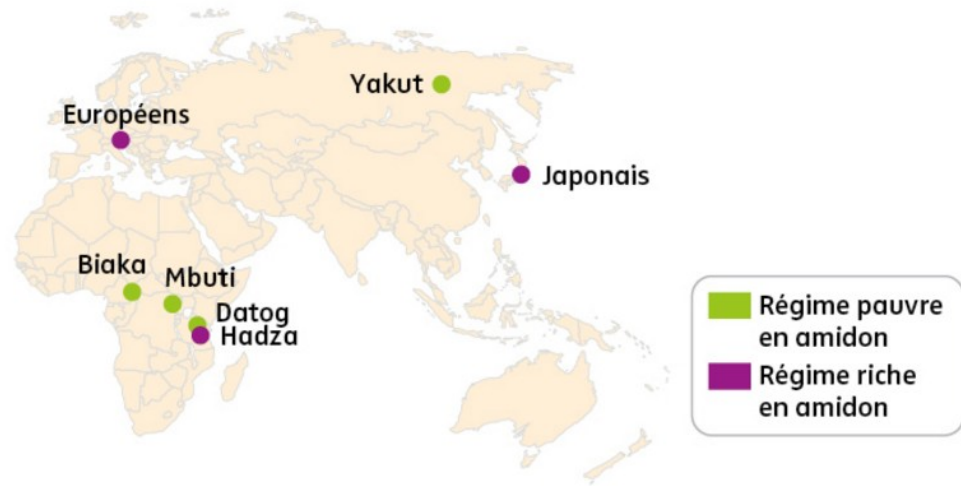 Yakut
Européens
Japonais
Biaka
Mbuti
Datog
Hadza
Régime pauvre
en amidon
Régime riche
en amidon